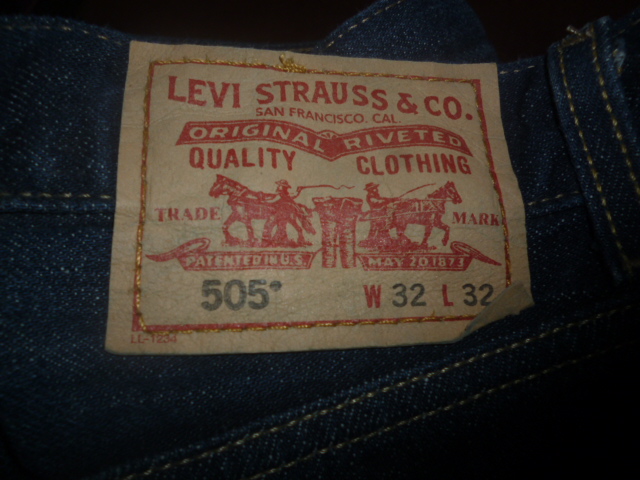 LEVI STRAUSS & CO.
SAN FRANCISCO, CAL.
ORIGINAL RIVETED
QUALITY CLOTHING
TRADE MARK
PATENTED IN U.S. MAY 20 1873
505* W 32 L 32
LL-1234